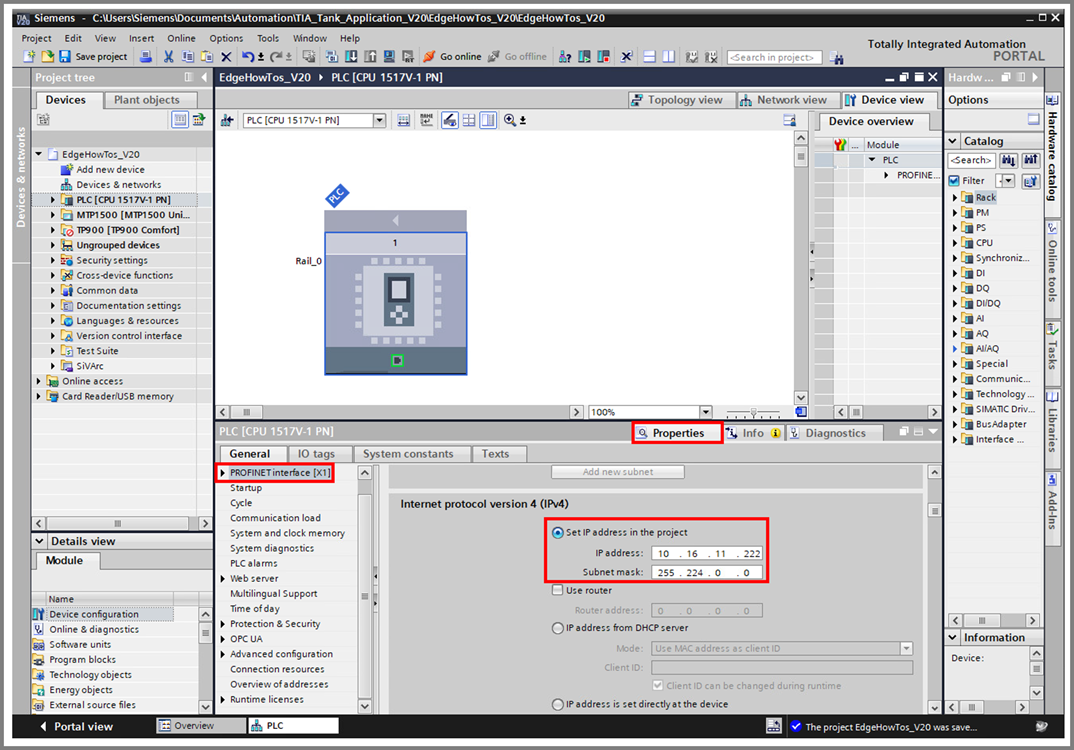 Siemens - C:\Users\Siemens\Documents\Automation\TIA_Tank_Application_V20\EdgeHowTos_V20\EdgeHowTos_V20
Project Edit View Insert Online Options Tools Window Help
Totally Integrated Automation
PORTAL
Save project
Go online
Go offline
<Search in project>
Project tree
EdgeHowTos_V20 ▸ PLC [CPU 1517V-1 PN]
Hardw...
Devices
Plant objects
Topology view
Network view
Device view
Options
Devices & networks
PLC [CPU 1517V-1 PN]
Device overview
...
Module
PLC
PROFINE...
EdgeHowTos_V20
Add new device
Devices & networks
PLC [CPU 1517V-1 PN]
MTP1500 [MTP1500 Uni...
TP900 [TP900 Comfort]
Ungrouped devices
Security settings
Cross-device functions
Common data
Documentation settings
Languages & resources
Version control interface
Test Suite
SiVArc
Online access
Card Reader/USB memory
PLC
1
Rail_0
100%
Catalog
<Search>
Filter
Rack
PM
PS
CPU
Synchroniz...
DI
DQ
DI/DQ
AI
AQ
AI/AQ
Special
Communic...
Technology ...
SIMATIC Driv...
BusAdapter
Interface ...
Hardware catalog
Online tools
Tasks
Libraries
Add-Ins
PLC [CPU 1517V-1 PN]
Properties
Info
Diagnostics
General
IO tags
System constants
Texts
PROFINET interface [X1]
Startup
Cycle
Communication load
System and clock memory
System diagnostics
PLC alarms
Web server
Multilingual Support
Time of day
Protection & Security
OPC UA
Advanced configuration
Connection resources
Overview of addresses
Runtime licenses
Add new subnet
Internet protocol version 4 (IPv4)
Set IP address in the project
IP address: 10 . 16 . 11 . 222
Subnet mask: 255 . 224 . 0 . 0
Use router
Router address: 0 . 0 . 0 . 0
IP address from DHCP server
Mode: Use MAC address as client ID
Client ID:
Client ID can be changed during runtime
IP address is set directly at the device
Details view
Module
Name
Device configuration
Online & diagnostics
Software units
Program blocks
Technology objects
Energy objects
External source files
Information
Device:
Portal view
Overview
PLC
The project EdgeHowTos_V20 was save...